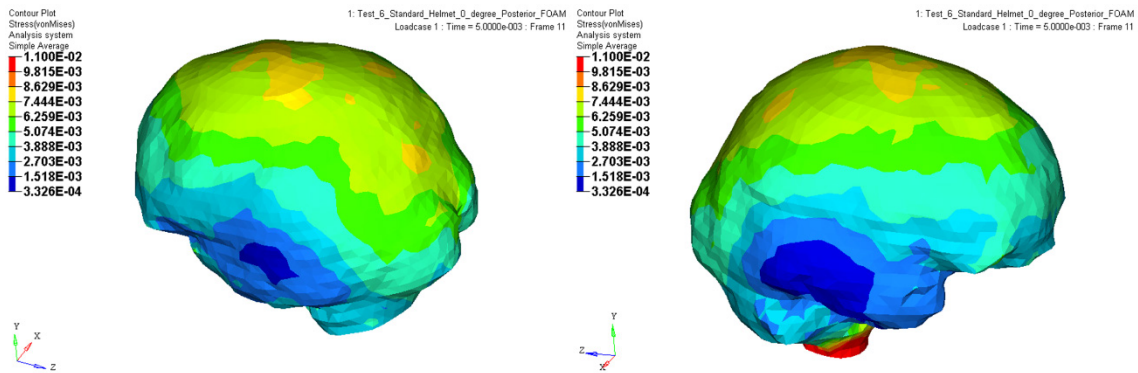 Contour Plot
Stress(vonMises)
Analysis system
Simple Average
1.100E-02
9.815E-03
8.629E-03
7.444E-03
6.259E-03
5.074E-03
3.888E-03
2.703E-03
1.518E-03
3.326E-04
1: Test_6_Standard_Helmet_0_degree_Posterior_FOAM
Loadcase 1 : Time = 5.0000e-003 : Frame 11
Y
X
Z
Contour Plot
Stress(vonMises)
Analysis system
Simple Average
1.100E-02
9.815E-03
8.629E-03
7.444E-03
6.259E-03
5.074E-03
3.888E-03
2.703E-03
1.518E-03
3.326E-04
1: Test_6_Standard_Helmet_0_degree_Posterior_FOAM
Loadcase 1 : Time = 5.0000e-003 : Frame 11
Y
Z
X